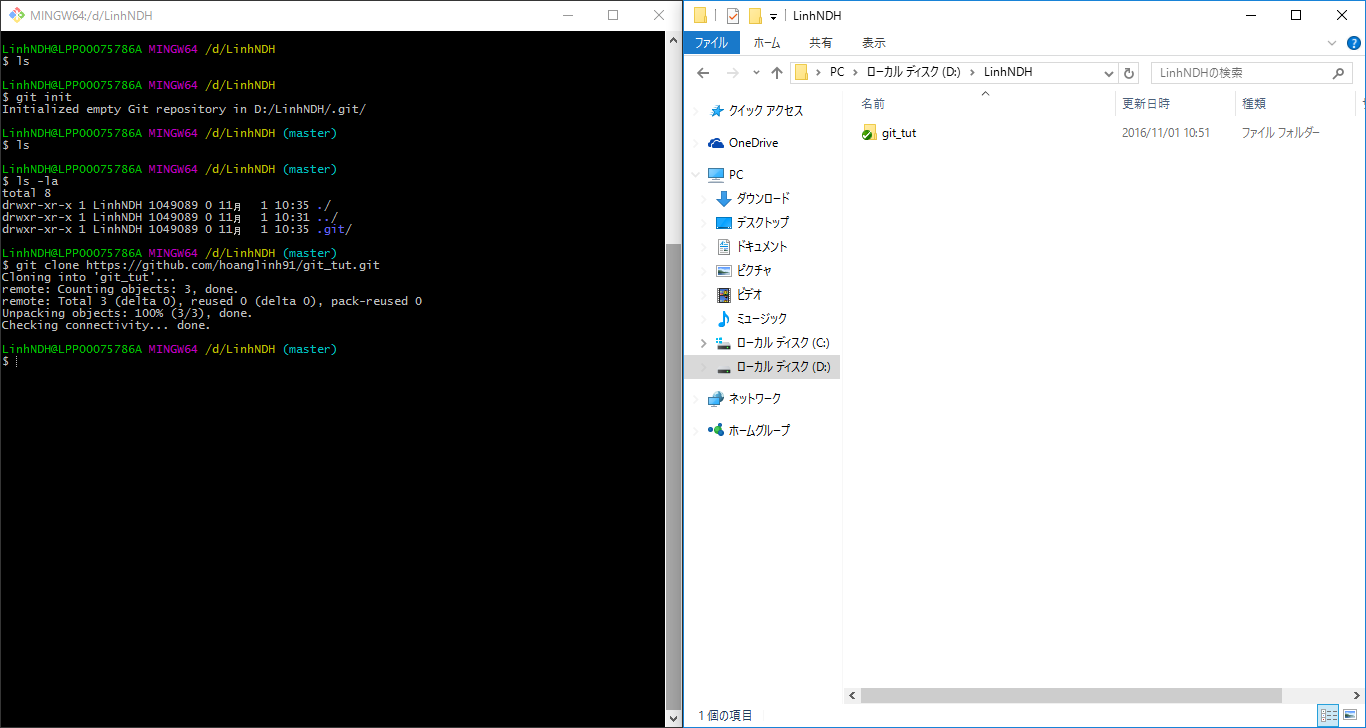 MINGW64:/d/LinhNDH
LinhNDH@LPP00075786A MINGW64 /d/LinhNDH
$ ls
LinhNDH@LPP00075786A MINGW64 /d/LinhNDH
$ git init
Initialized empty Git repository in D:/LinhNDH/.git/
LinhNDH@LPP00075786A MINGW64 /d/LinhNDH (master)
$ ls
LinhNDH@LPP00075786A MINGW64 /d/LinhNDH (master)
$ ls -la
total 8
drwxr-xr-x 1 LinhNDH 1049089 0 11月   1 10:35 ./
drwxr-xr-x 1 LinhNDH 1049089 0 11月   1 10:31 ../
drwxr-xr-x 1 LinhNDH 1049089 0 11月   1 10:35 .git/
LinhNDH@LPP00075786A MINGW64 /d/LinhNDH (master)
$ git clone https://github.com/hoanglinh91/git_tut.git
Cloning into 'git_tut'...
remote: Counting objects: 3, done.
remote: Total 3 (delta 0), reused 0 (delta 0), pack-reused 0
Unpacking objects: 100% (3/3), done.
Checking connectivity... done.
LinhNDH@LPP00075786A MINGW64 /d/LinhNDH (master)
$
LinhNDH
ファイル ホーム 共有 表示
PC ローカル ディスク (D:) LinhNDH LinhNDHの検索
クイック アクセス
OneDrive
PC
ダウンロード
デスクトップ
ドキュメント
ピクチャ
ビデオ
ミュージック
ローカル ディスク (C:)
ローカル ディスク (D:)
ネットワーク
ホームグループ
名前 更新日時 種類
git_tut 2016/11/01 10:51 ファイル フォルダー
1 個の項目